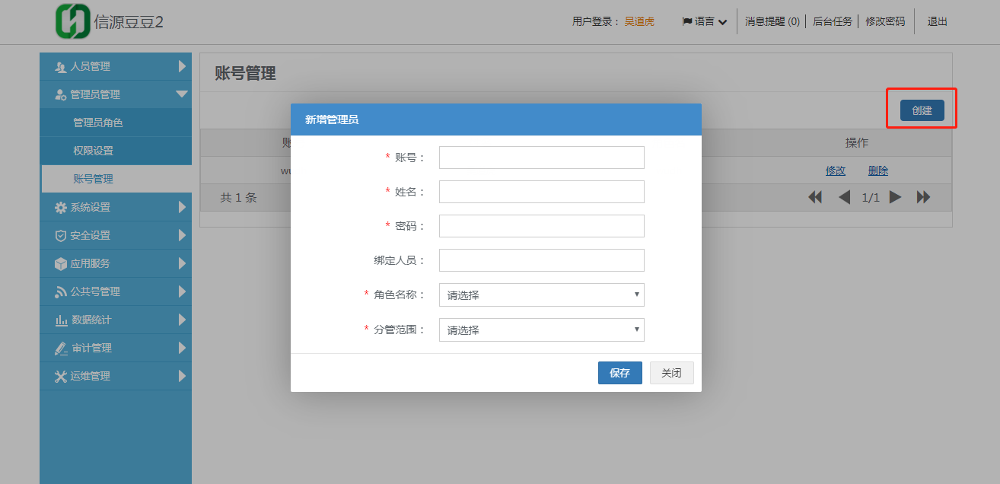 信源豆豆2
用户登录： 吴道虎 语言 消息提醒 (0) 后台任务 修改密码 退出
人员管理
管理员管理
管理员角色
权限设置
账号管理
系统设置
安全设置
应用服务
公共号管理
数据统计
审计管理
运维管理
账号管理
创建
账 操作
wu 修改 删除
共 1 条 1/1
新增管理员
* 账号：
* 姓名：
* 密码：
绑定人员：
* 角色名称： 请选择
* 分管范围： 请选择
保存 关闭